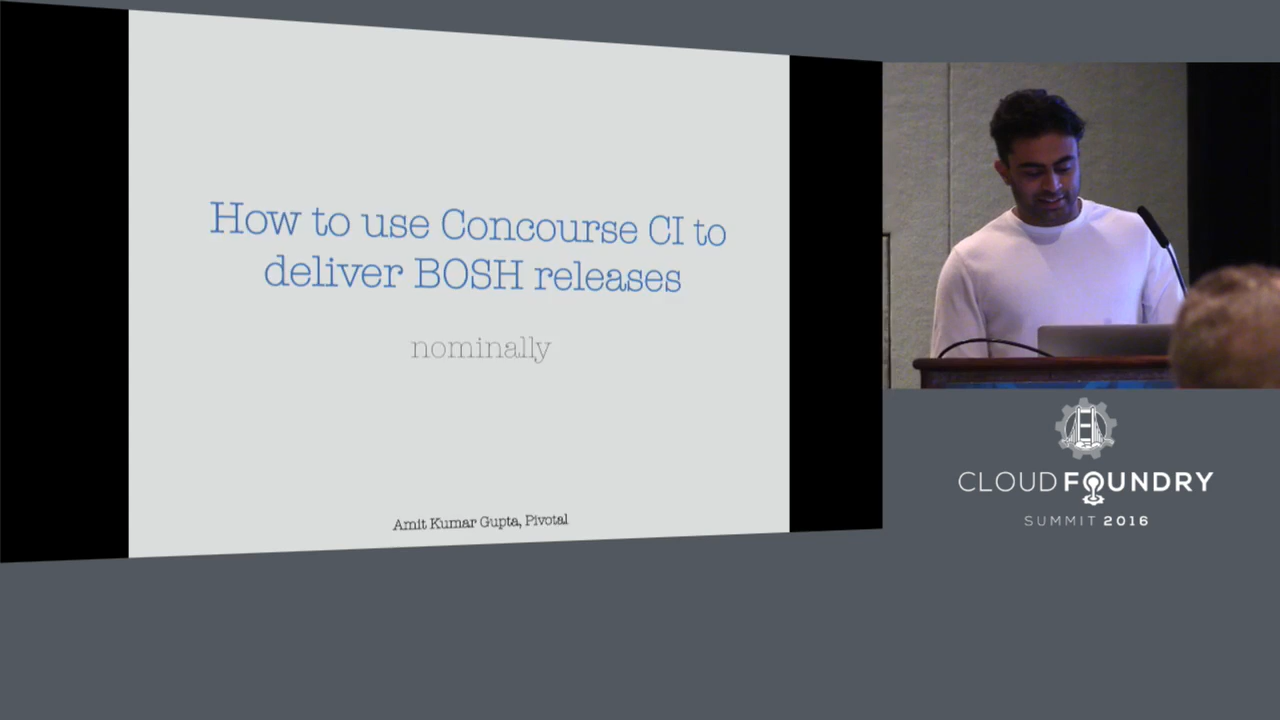 How to use Concourse CI to
deliver BOSH releases
nominally
Amit Kumar Gupta, Pivotal
CLOUD FOUNDRY
SUMMIT 2016